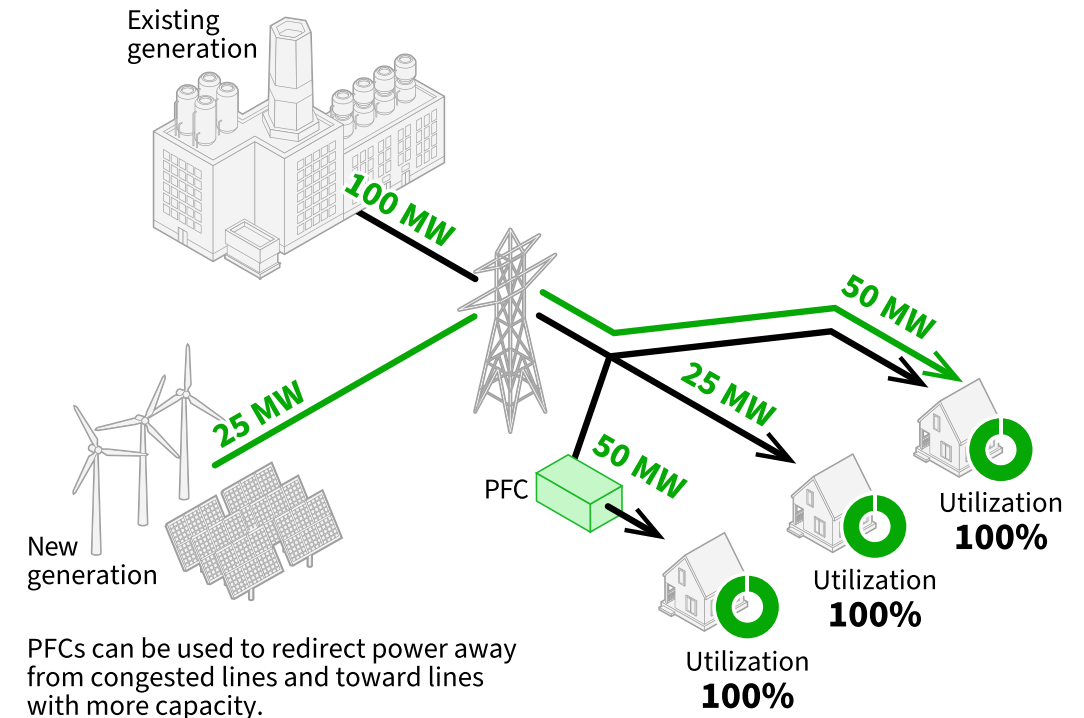 Existing
generation
100 MW
50 MW
25 MW
25 MW
50 MW
PFC
Utilization
100%
Utilization
100%
Utilization
100%
New
generation
PFCs can be used to redirect power away
from congested lines and toward lines
with more capacity.